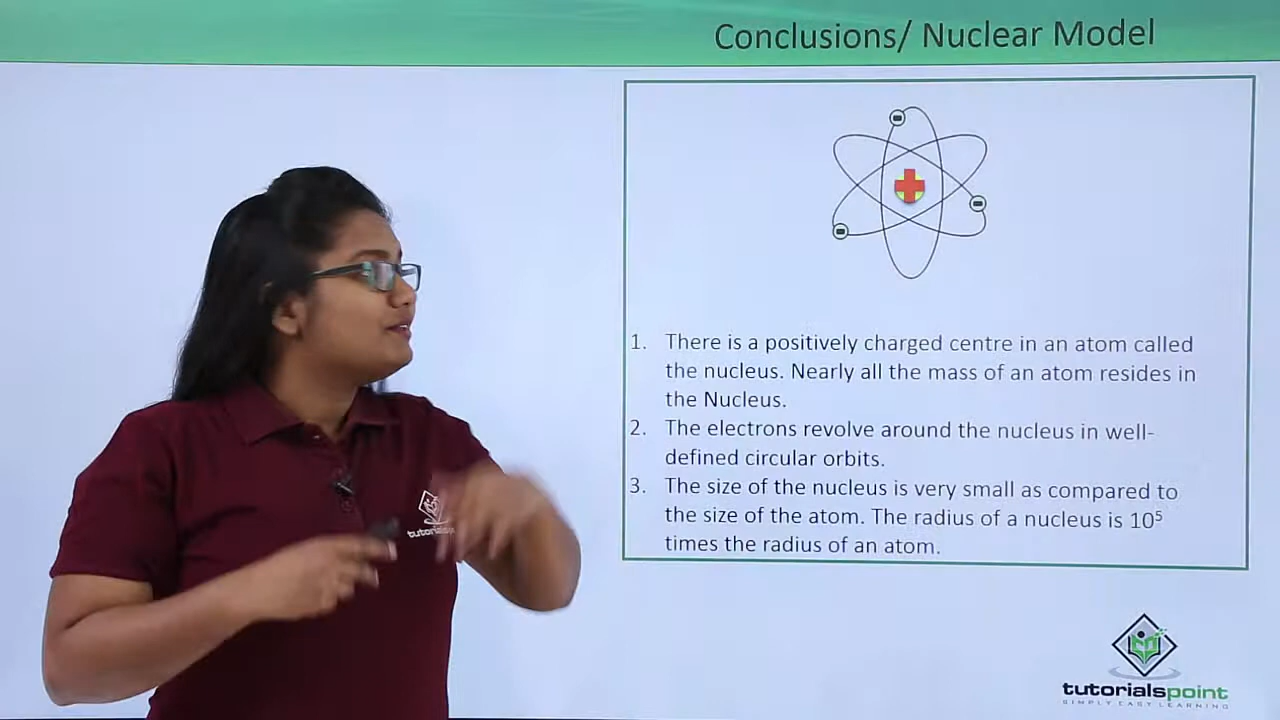 Conclusions/ Nuclear Model
1. There is a positively charged centre in an atom called
the nucleus. Nearly all the mass of an atom resides in
the Nucleus.
2. The electrons revolve around the nucleus in well-
defined circular orbits.
3. The size of the nucleus is very small as compared to
the size of the atom. The radius of a nucleus is 10⁵
times the radius of an atom.
tutorialspoint
SIMPLY EASY LEARNING